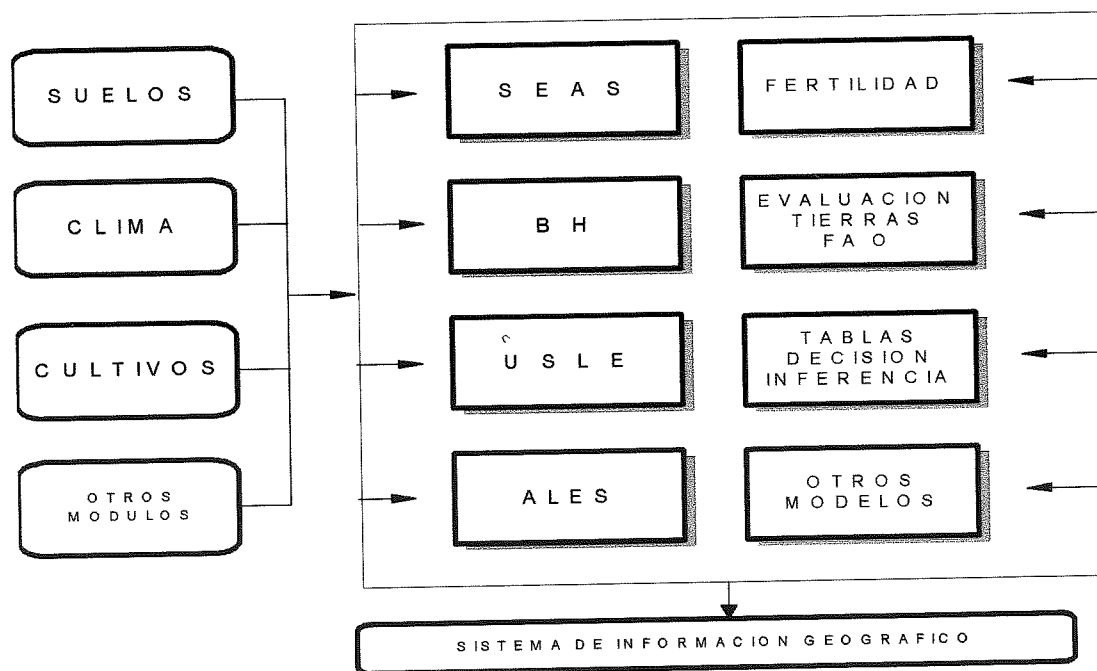 SUELOS
CLIMA
CULTIVOS
OTROS
MODULOS
SEAS
BH
USLE
ALES
FERTILIDAD
EVALUACION
TIERRAS
FAO
TABLAS
DECISION
INFERENCIA
OTROS
MODELOS
SISTEMA DE INFORMACION GEOGRAFICO